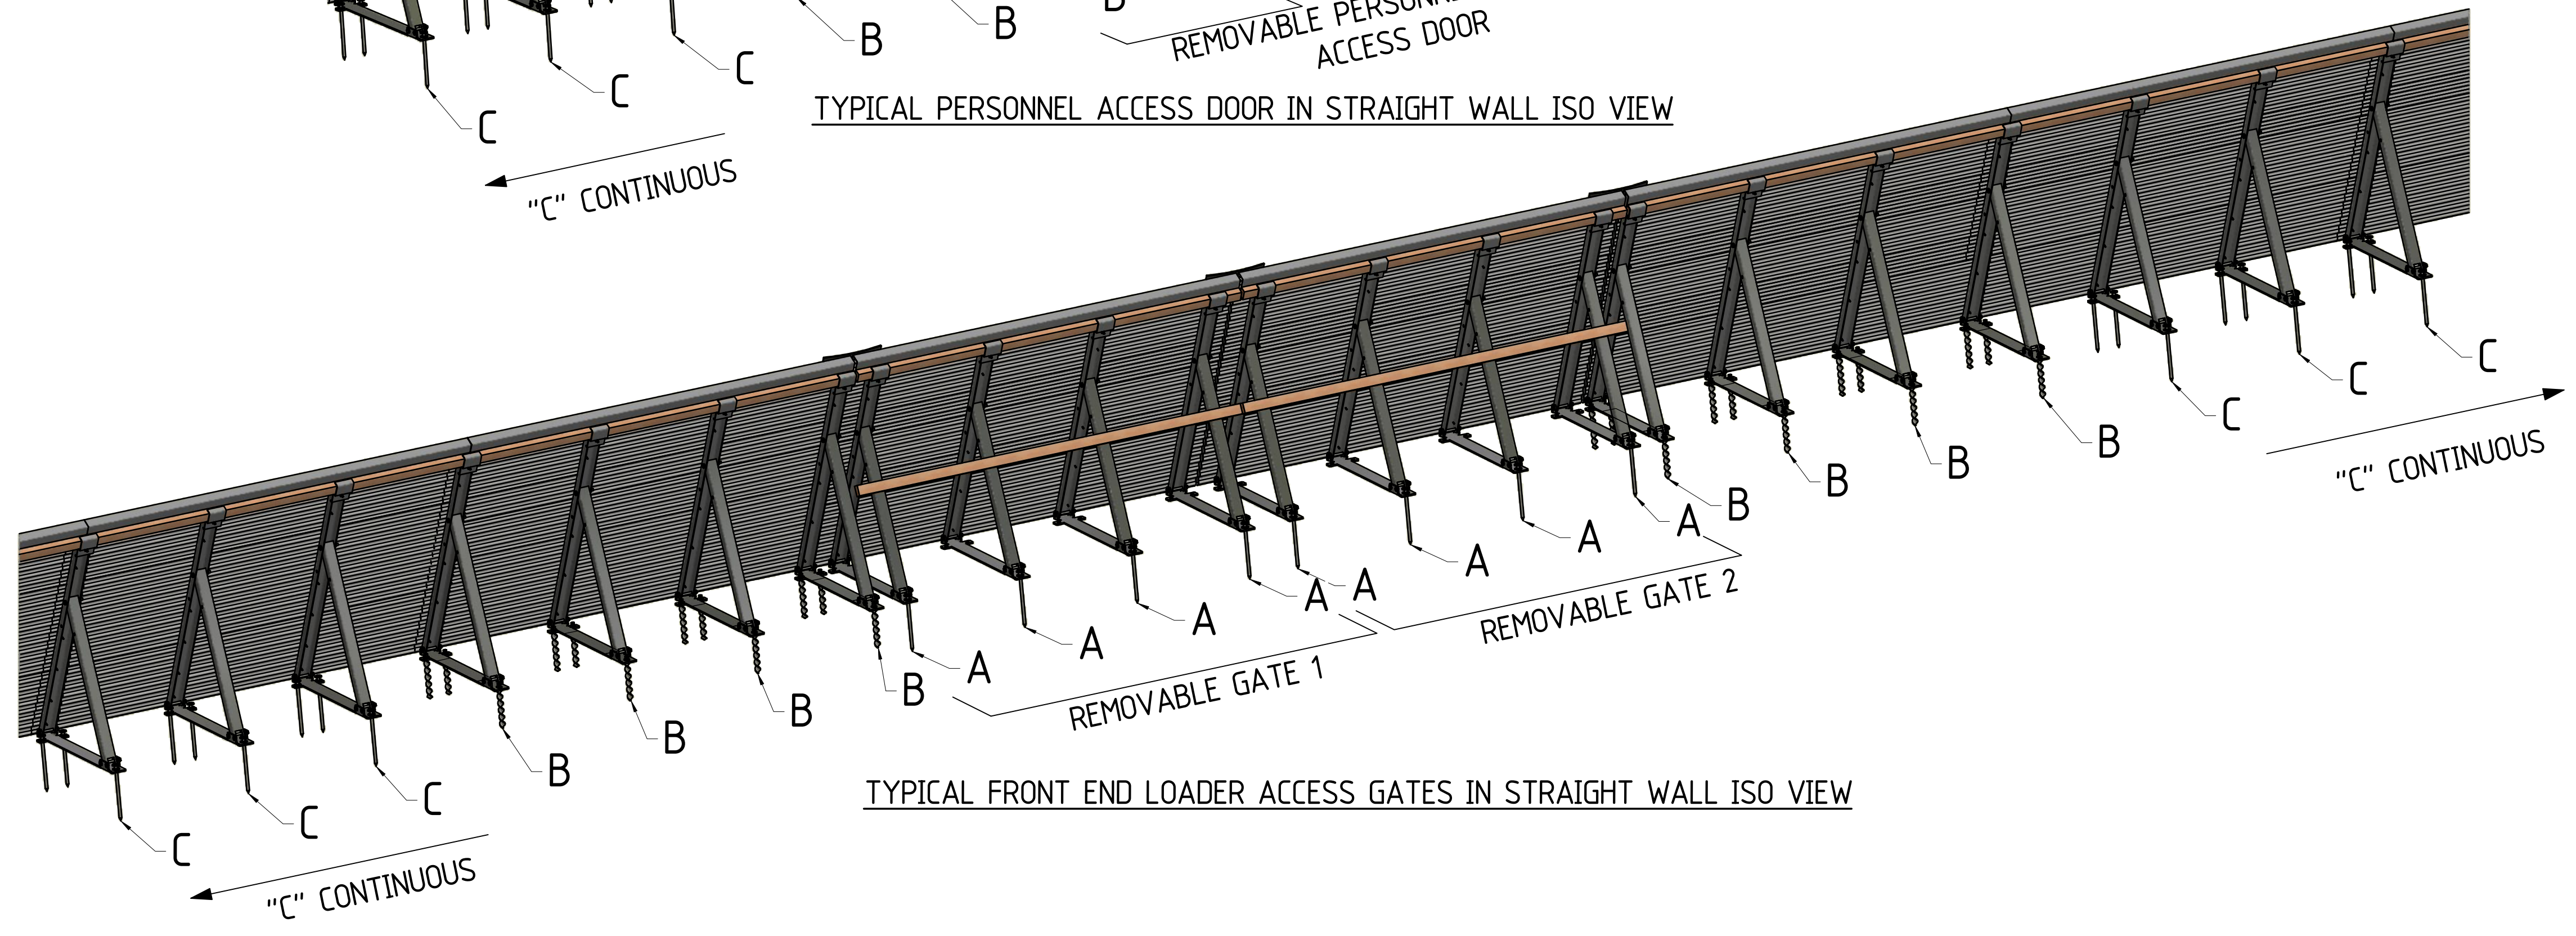 B
B
REMOVABLE
ACCESS DOOR
C
C
C
TYPICAL PERSONNEL ACCESS DOOR IN STRAIGHT WALL ISO VIEW
"C" CONTINUOUS
C
C
C
"C" CONTINUOUS
B
B
B
B
A
A
A
A
REMOVABLE GATE 2
A
A
A
A
REMOVABLE GATE 1
B
B
B
B
TYPICAL FRONT END LOADER ACCESS GATES IN STRAIGHT WALL ISO VIEW
C
C
C
"C" CONTINUOUS